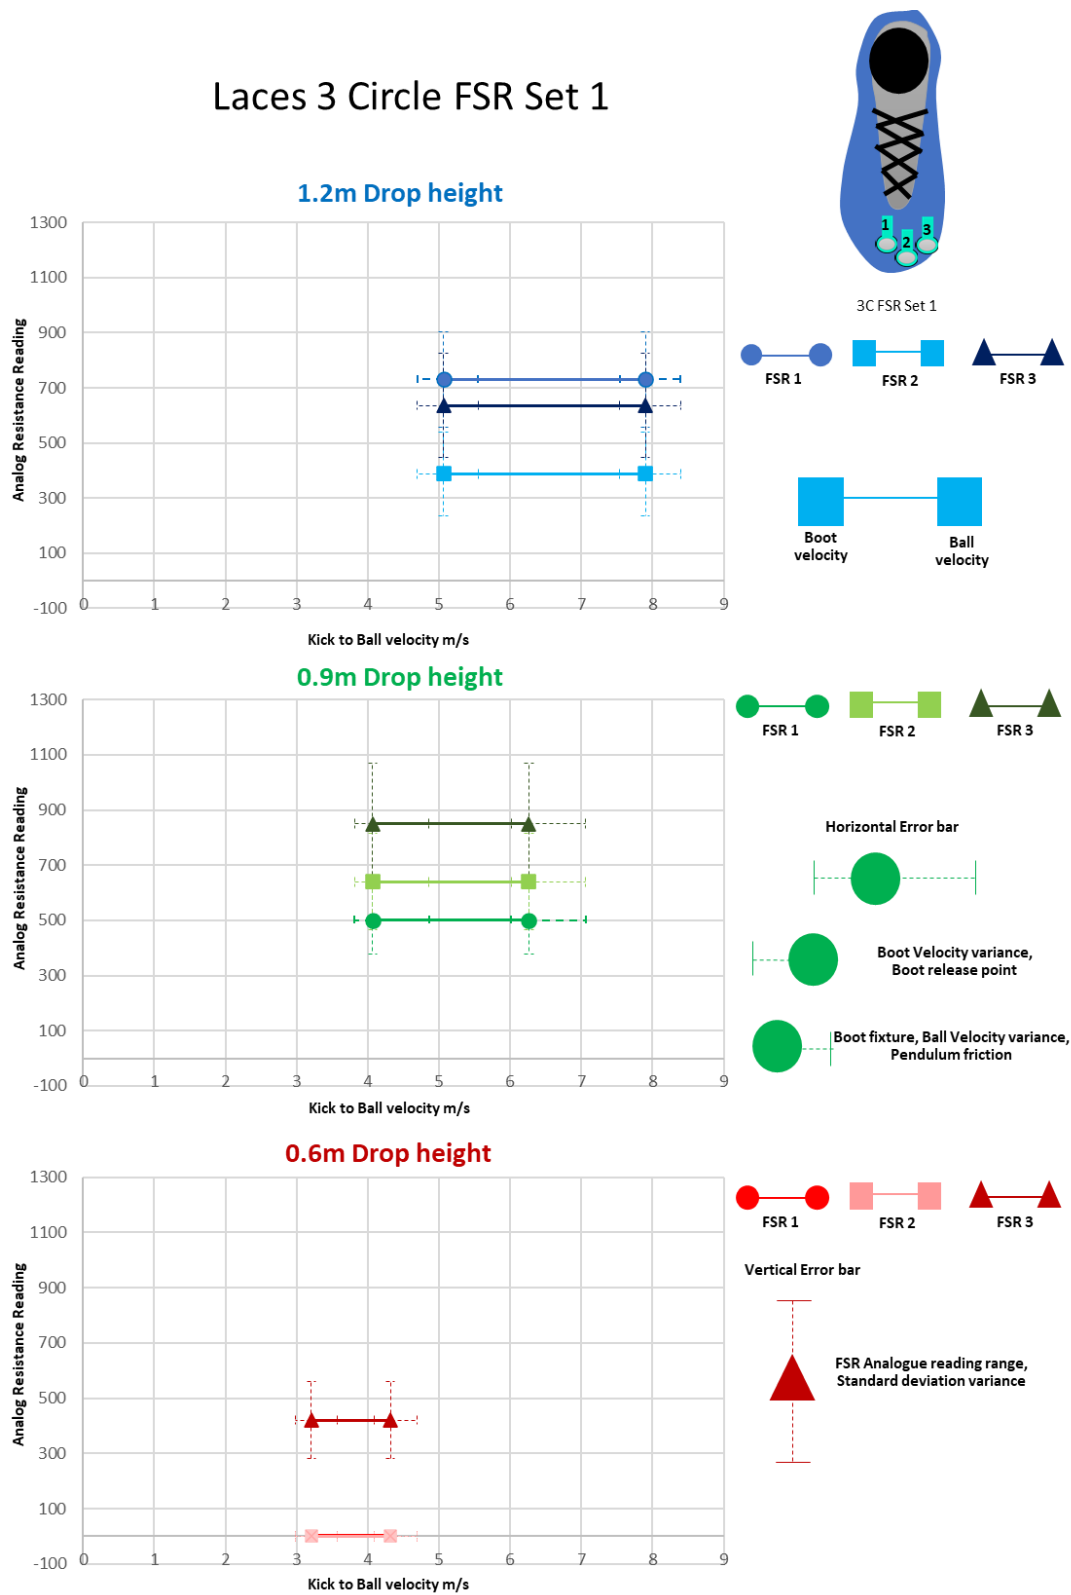 Laces 3 Circle FSR Set 1
1
2
3
3C FSR Set 1
1.2m Drop height
1300
1100
900
700
500
300
100
-100
0 1 2 3 4 5 6 7 8 9
Analog Resistance Reading
Kick to Ball velocity m/s
FSR 1
FSR 2
FSR 3
Boot
velocity
Ball
velocity
0.9m Drop height
1300
1100
900
700
500
300
100
-100
0 1 2 3 4 5 6 7 8 9
Analog Resistance Reading
Kick to Ball velocity m/s
FSR 1
FSR 2
FSR 3
Horizontal Error bar
Boot Velocity variance,
Boot release point
Boot fixture, Ball Velocity variance,
Pendulum friction
0.6m Drop height
1300
1100
900
700
500
300
100
-100
0 1 2 3 4 5 6 7 8 9
Analog Resistance Reading
Kick to Ball velocity m/s
FSR 1
FSR 2
FSR 3
Vertical Error bar
FSR Analogue reading range,
Standard deviation variance